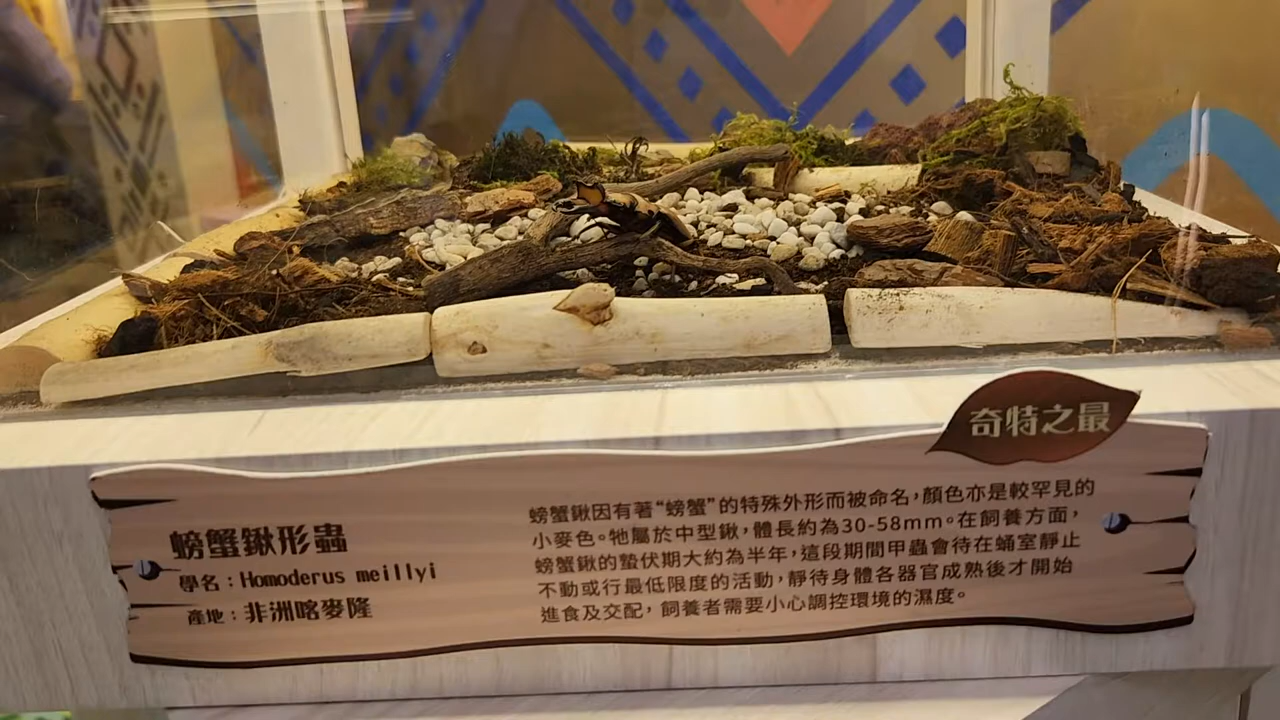 奇特之最
螃蟹鍬形蟲
學名：Homoderus meillyi
產地：非洲喀麥隆
螃蟹鍬因有著“螃蟹”的特殊外形而被命名，顏色亦是較罕見的
小麥色。牠屬於中型鍬，體長約為30-58mm。在飼養方面，
螃蟹鍬的蟄伏期大約為半年，這段期間甲蟲會待在蛹室靜止
不動或行最低限度的活動，靜待身體各器官成熟後才開始
進食及交配，飼養者需要小心調控環境的濕度。